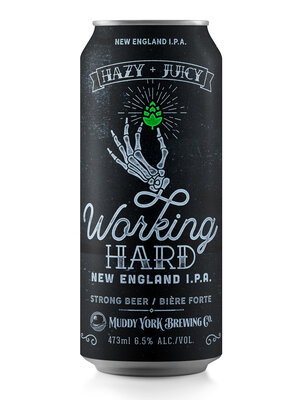 NEW ENGLAND I.P.A.
HAZY + JUICY
Working
HARD
NEW ENGLAND I.P.A.
STRONG BEER / BIÈRE FORTE
MUDDY YORK BREWING CO.
473ml 6.5% ALC./VOL.